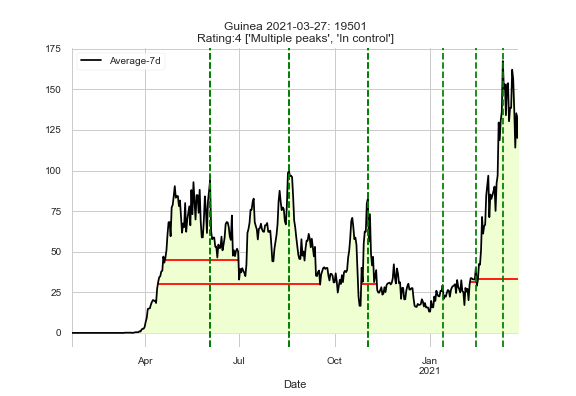 Guinea 2021-03-27: 19501
Rating:4 ['Multiple peaks', 'In control']
Average-7d
175
150
125
100
75
50
25
0
Apr
Jul
Oct
Jan
2021
Date